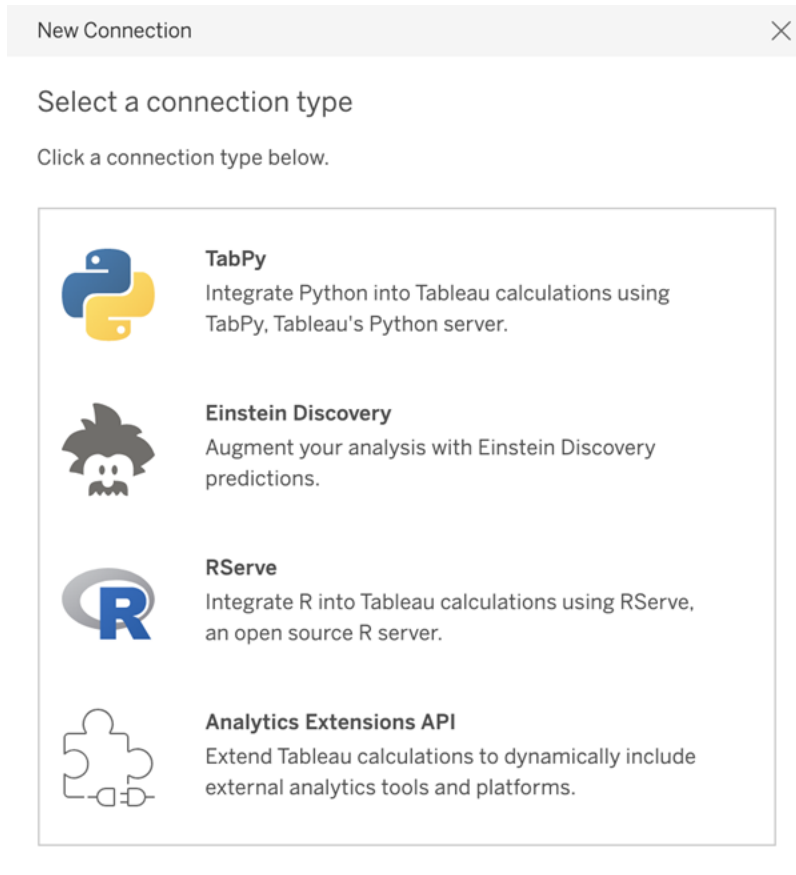 New Connection
Select a connection type
Click a connection type below.
TabPy
Integrate Python into Tableau calculations using
TabPy, Tableau's Python server.
Einstein Discovery
Augment your analysis with Einstein Discovery
predictions.
R
RServe
Integrate R into Tableau calculations using RServe,
an open source R server.
Analytics Extensions API
Extend Tableau calculations to dynamically include
external analytics tools and platforms.